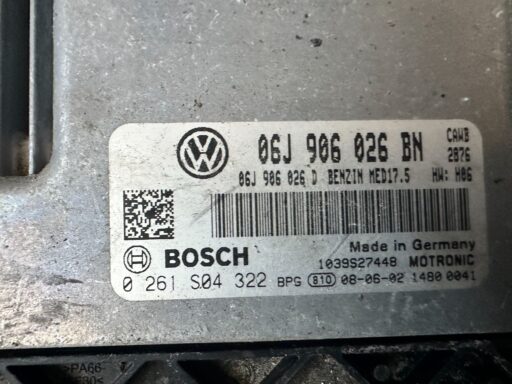 06J 906 026 BN CAWB
2876
06J 906 026 D BENZIN MED17.5 HW: H06
BOSCH
Made in Germany
1039S27448 MOTRONIC
0 261 S04 322 BPG 810 08-06-02 1480 0041
>PA66-